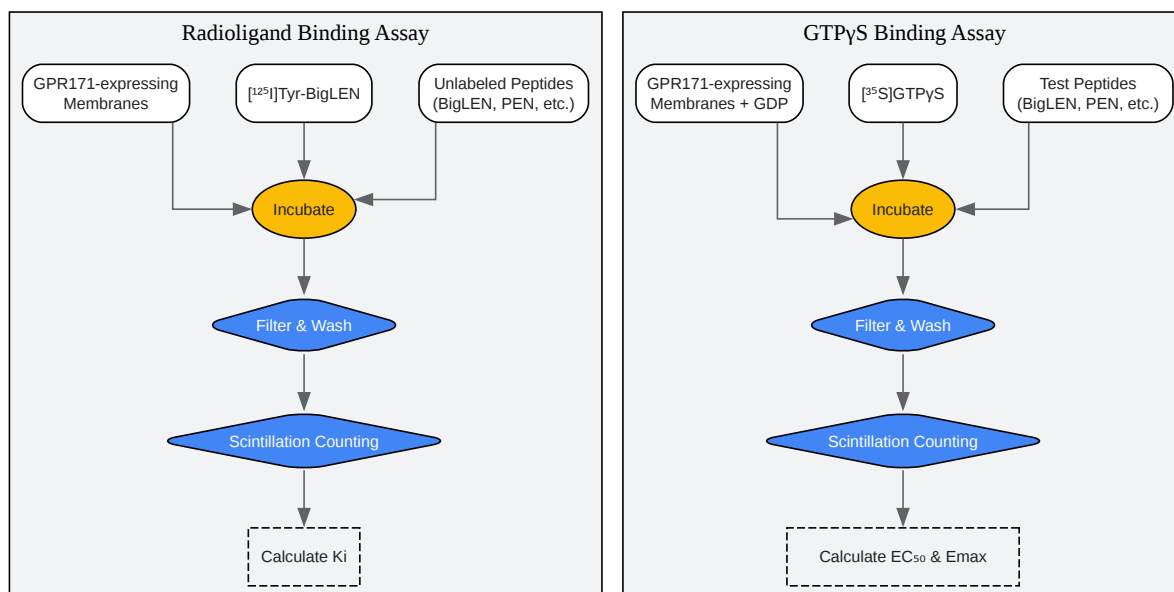 Radioligand Binding Assay
GPR171-expressing
Membranes
[¹²⁵I]Tyr-BigLEN
Unlabeled Peptides
(BigLEN, PEN, etc.)
Incubate
Filter & Wash
Scintillation Counting
Calculate Ki
GTPγS Binding Assay
GPR171-expressing
Membranes + GDP
[³⁵S]GTPγS
Test Peptides
(BigLEN, PEN, etc.)
Incubate
Filter & Wash
Scintillation Counting
Calculate EC₅₀ & Emax